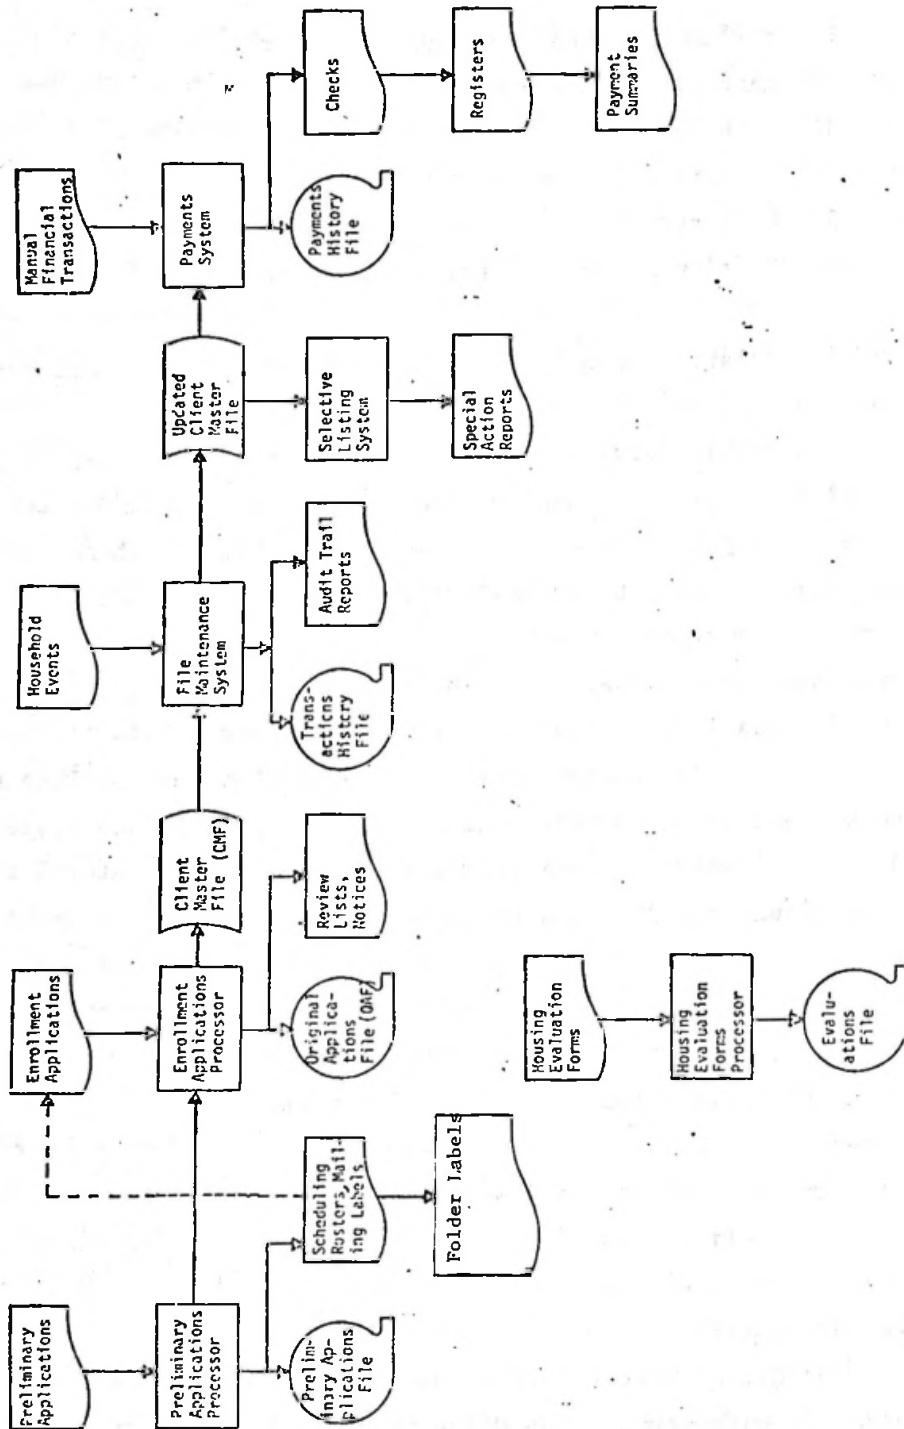 Preliminary
Applications
Preliminary
Applications
Processor
Prelim-
inary Ap-
plications
File
Scheduling
Rosters, Mail-
ing Labels
Folder Labels
Enrollment
Applications
Enrollment
Applications
Processor
Original
Applica-
tions
File (OAF)
Review
Lists,
Notices
Client
Master
File (CMF)
Household
Events
File
Maintenance
System
Trans-
actions
History
File
Audit Trail
Reports
Updated
Client
Master
File
Selective
Listing
System
Special
Action
Reports
Manual
Financial
Transactions
Payments
System
Payments
History
File
Checks
Registers
Payment
Summaries
Housing
Evaluation
Forms
Housing
Evaluation
Forms
Processor
Evalu-
ations
File